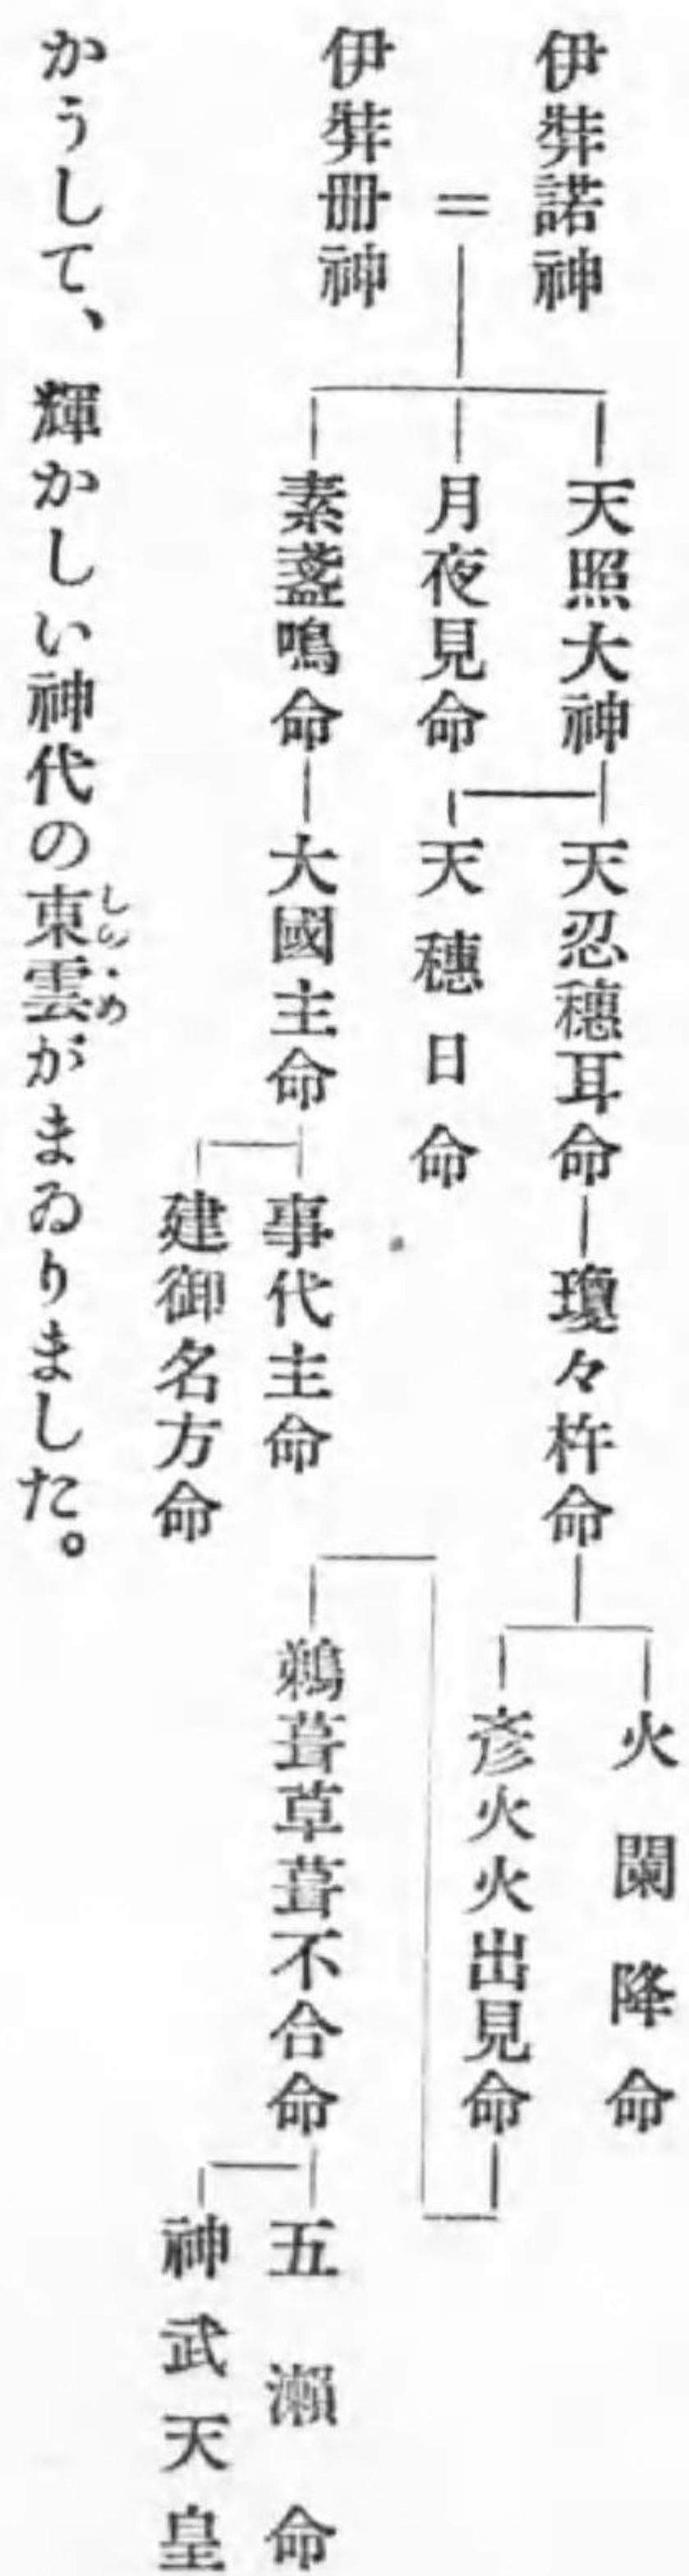 伊弉諾神
伊弉冊神
天照大神
月夜見命
素盞鳴命
天忍穗耳命
天穗日命
大國主命
事代主命
建御名方命
瓊々杵命
火闌降命
彦火火出見命
鵜葺草葺不合命
五瀬命
神武天皇
かうして、輝かしい神代の東雲がまゐりました。